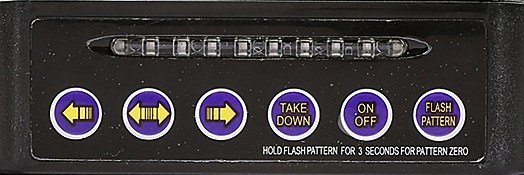 TAKE
DOWN
ON
OFF
FLASH
PATTERN
HOLD FLASH PATTERN FOR 3 SECONDS FOR PATTERN ZERO